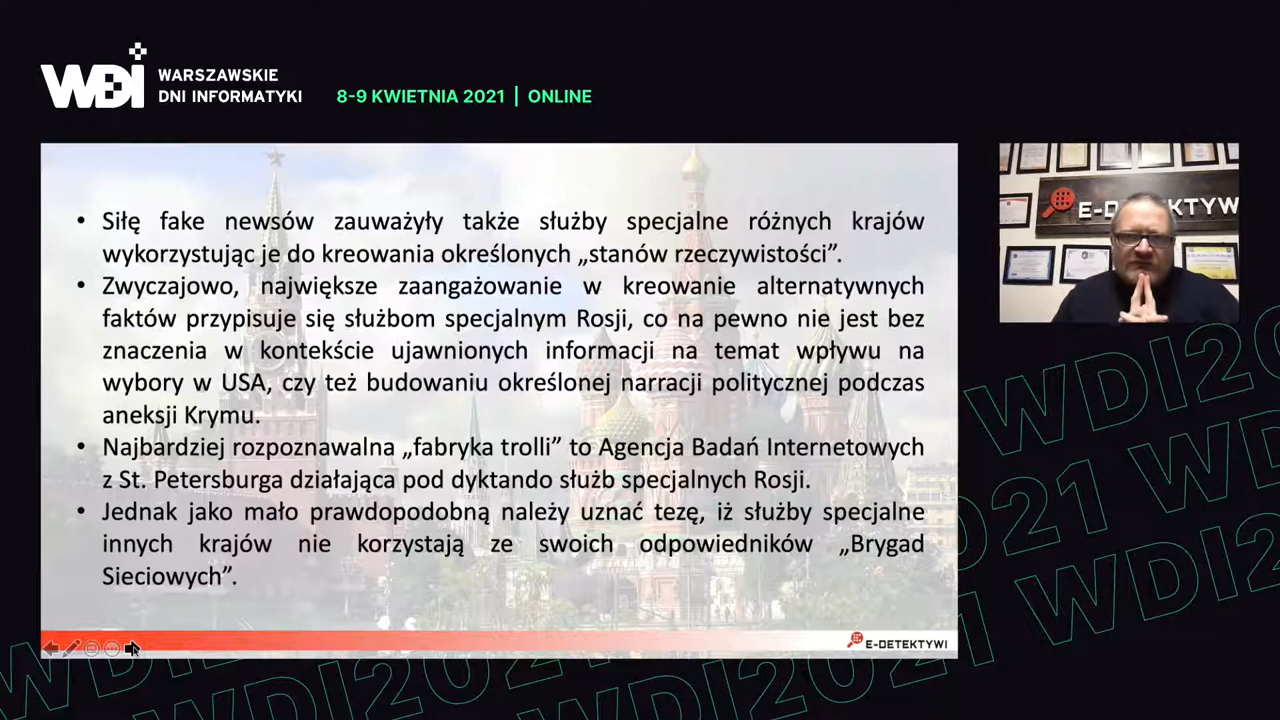 WDI
WARSZAWSKIE
DNI INFORMATYKI
8-9 KWIETNIA 2021 | ONLINE
• Siłę fake newsów zauważyły także służby specjalne różnych krajów
wykorzystując je do kreowania określonych „stanów rzeczywistości”.
• Zwyczajowo, największe zaangażowanie w kreowanie alternatywnych
faktów przypisuje się służbom specjalnym Rosji, co na pewno nie jest bez
znaczenia w kontekście ujawnionych informacji na temat wpływu na
wybory w USA, czy też budowaniu określonej narracji politycznej podczas
aneksji Krymu.
• Najbardziej rozpoznawalna „fabryka trolli” to Agencja Badań Internetowych
z St. Petersburga działająca pod dyktando służb specjalnych Rosji.
• Jednak jako mało prawdopodobną należy uznać tezę, iż służby specjalne
innych krajów nie korzystają ze swoich odpowiedników „Brygad
Sieciowych”.
E-DETEKTYWI
E-DETEKTYW
WDI2021 WDI2021